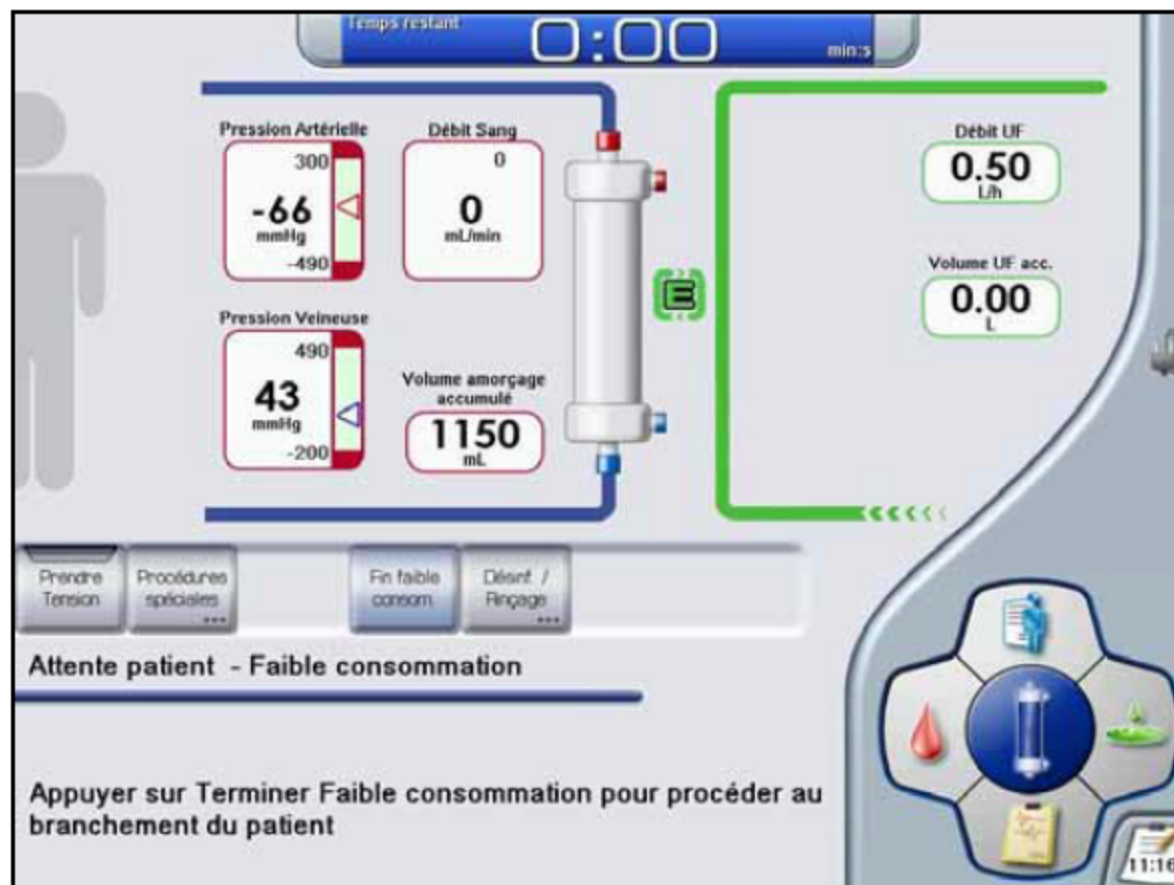 Temps restant
0:00
min:s
Pression Artérielle
300
-66
mmHg
-490
Débit Sang
0
0
mL/min
Débit UF
0.50
L/h
Volume UF acc.
0.00
L
Pression Veineuse
490
43
mmHg
-200
Volume amorçage
accumulé
1150
mL
Prendre
Tension
Procédures
spéciales
...
Fin faible
consom.
Désinf. /
Rinçage
...
Attente patient - Faible consommation
Appuyer sur Terminer Faible consommation pour procéder au
branchement du patient
11:16